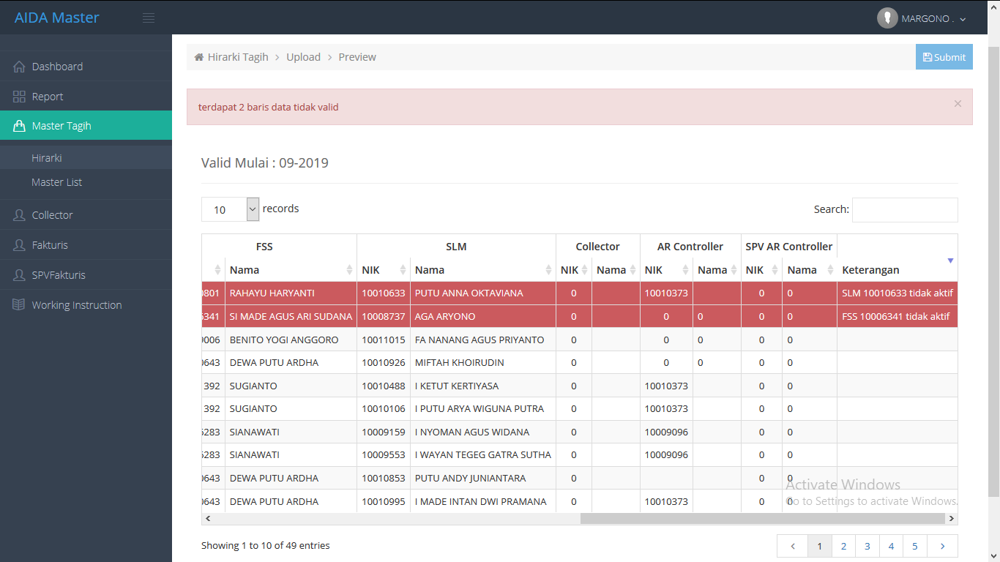 AIDA Master
MARGONO .
Dashboard
Report
Master Tagih
Hirarki
Master List
Collector
Fakturis
SPVFakturis
Working Instruction
Hirarki Tagih > Upload > Preview
Submit
terdapat 2 baris data tidak valid ×
Valid Mulai : 09-2019
10 records
Search:
FSS SLM Collector AR Controller SPV AR Controller
Nama NIK Nama NIK Nama NIK Nama NIK Nama Keterangan
0801 RAHAYU HARYANTI 10010633 PUTU ANNA OKTAVIANA 0 10010373 0 0 SLM 10010633 tidak aktif
6341 SI MADE AGUS ARI SUDANA 10008737 AGA ARYONO 0 0 0 0 0 FSS 10006341 tidak aktif
9006 BENITO YOGI ANGGORO 10011015 FA NANANG AGUS PRIYANTO 0 0 0 0 0
0643 DEWA PUTU ARDHA 10010926 MIFTAH KHOIRUDIN 0 0 0 0 0
392 SUGIANTO 10010488 I KETUT KERTIYASA 0 10010373 0 0
392 SUGIANTO 10010106 I PUTU ARYA WIGUNA PUTRA 0 10010373 0 0
6283 SIANAWATI 10009159 I NYOMAN AGUS WIDANA 0 10009096 0 0
6283 SIANAWATI 10009553 I WAYAN TEGEG GATRA SUTHA 0 10009096 0 0
0643 DEWA PUTU ARDHA 10010853 PUTU ANDY JUNIANTARA 0 0 0
0643 DEWA PUTU ARDHA 10010995 I MADE INTAN DWI PRAMANA 0 10010373 0 0
Activate Windows
Go to Settings to activate Windows.
Showing 1 to 10 of 49 entries
< 1 2 3 4 5 >